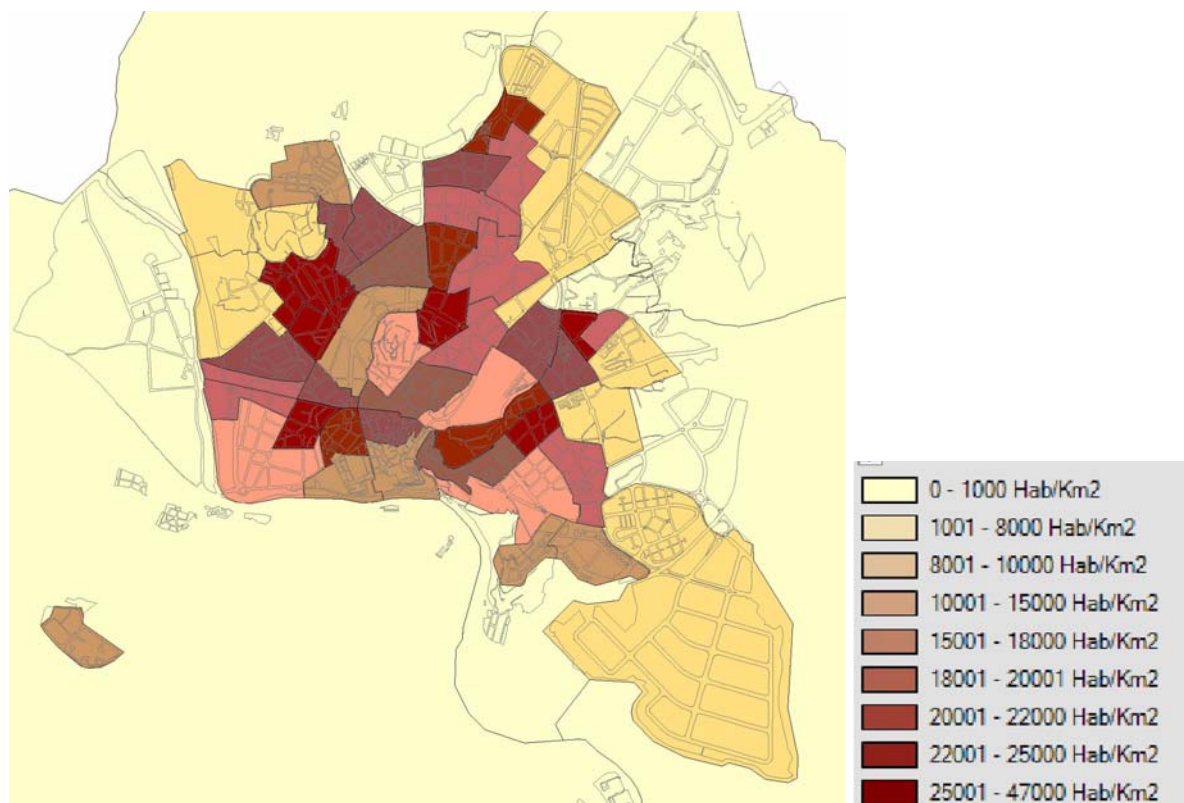 0 - 1000 Hab/Km2
1001 - 8000 Hab/Km2
8001 - 10000 Hab/Km2
10001 - 15000 Hab/Km2
15001 - 18000 Hab/Km2
18001 - 20001 Hab/Km2
20001 - 22000 Hab/Km2
22001 - 25000 Hab/Km2
25001 - 47000 Hab/Km2